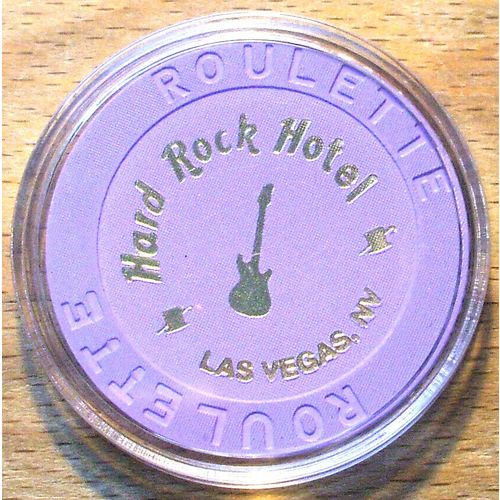 ROULETTE
Hard Rock Hotel
LAS VEGAS, NV
ROULETTE